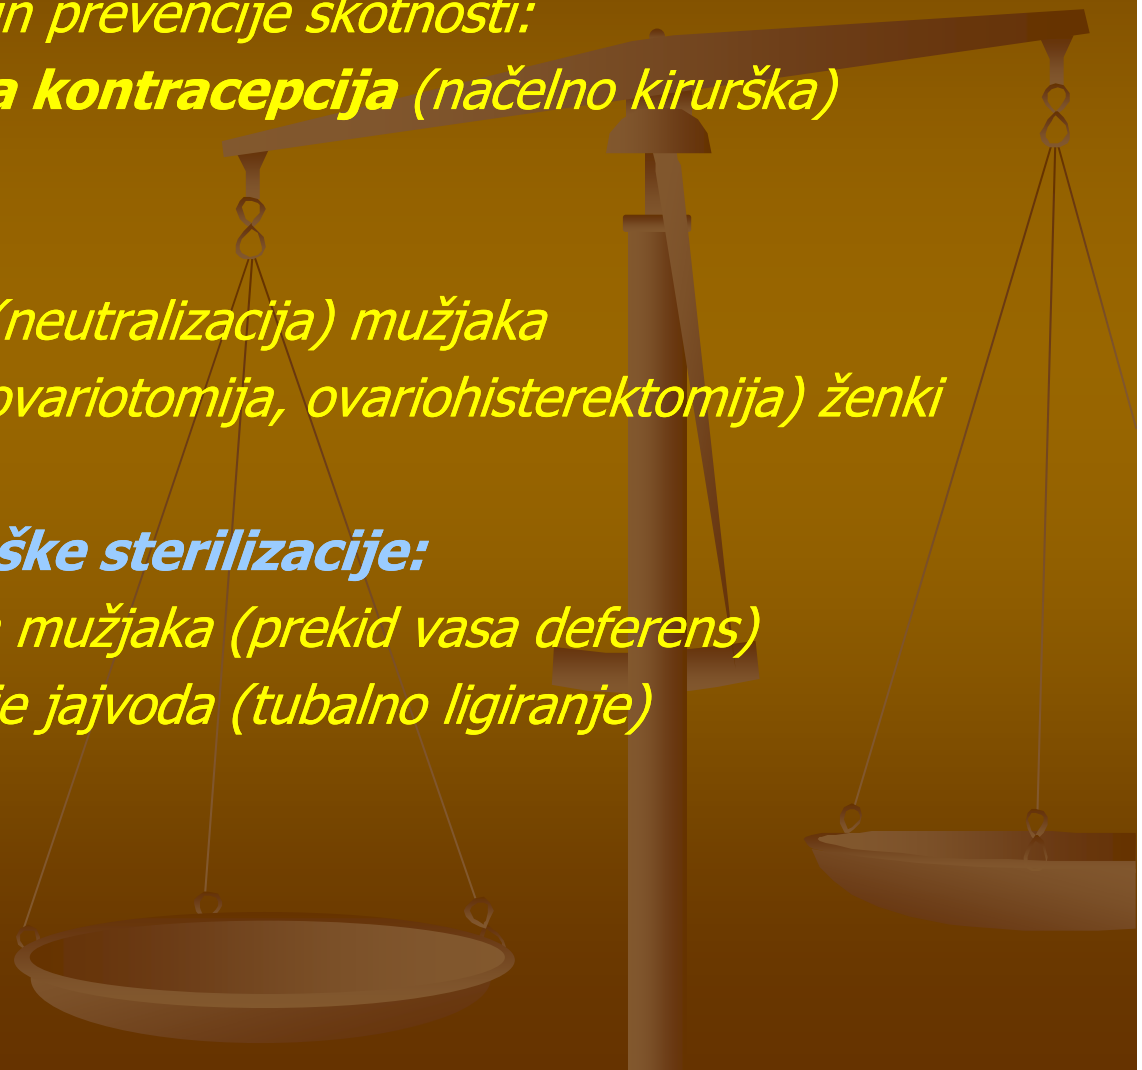 in prevencije skotnosti:
a kontracepcija (načelno kirurška)
(neutralizacija) mužjaka
ovariotomija, ovariohisterektomija) ženki
ške sterilizacije:
mužjaka (prekid vasa deferens)
je jajvoda (tubalno ligiranje)